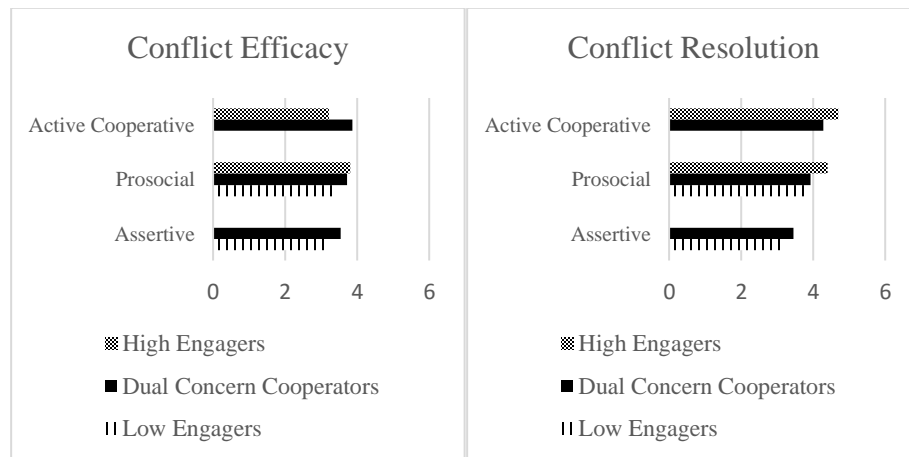 Conflict Efficacy
Active Cooperative
Prosocial
Assertive
0 2 4 6
High Engagers
Dual Concern Cooperators
Low Engagers
Conflict Resolution
Active Cooperative
Prosocial
Assertive
0 2 4 6
High Engagers
Dual Concern Cooperators
Low Engagers